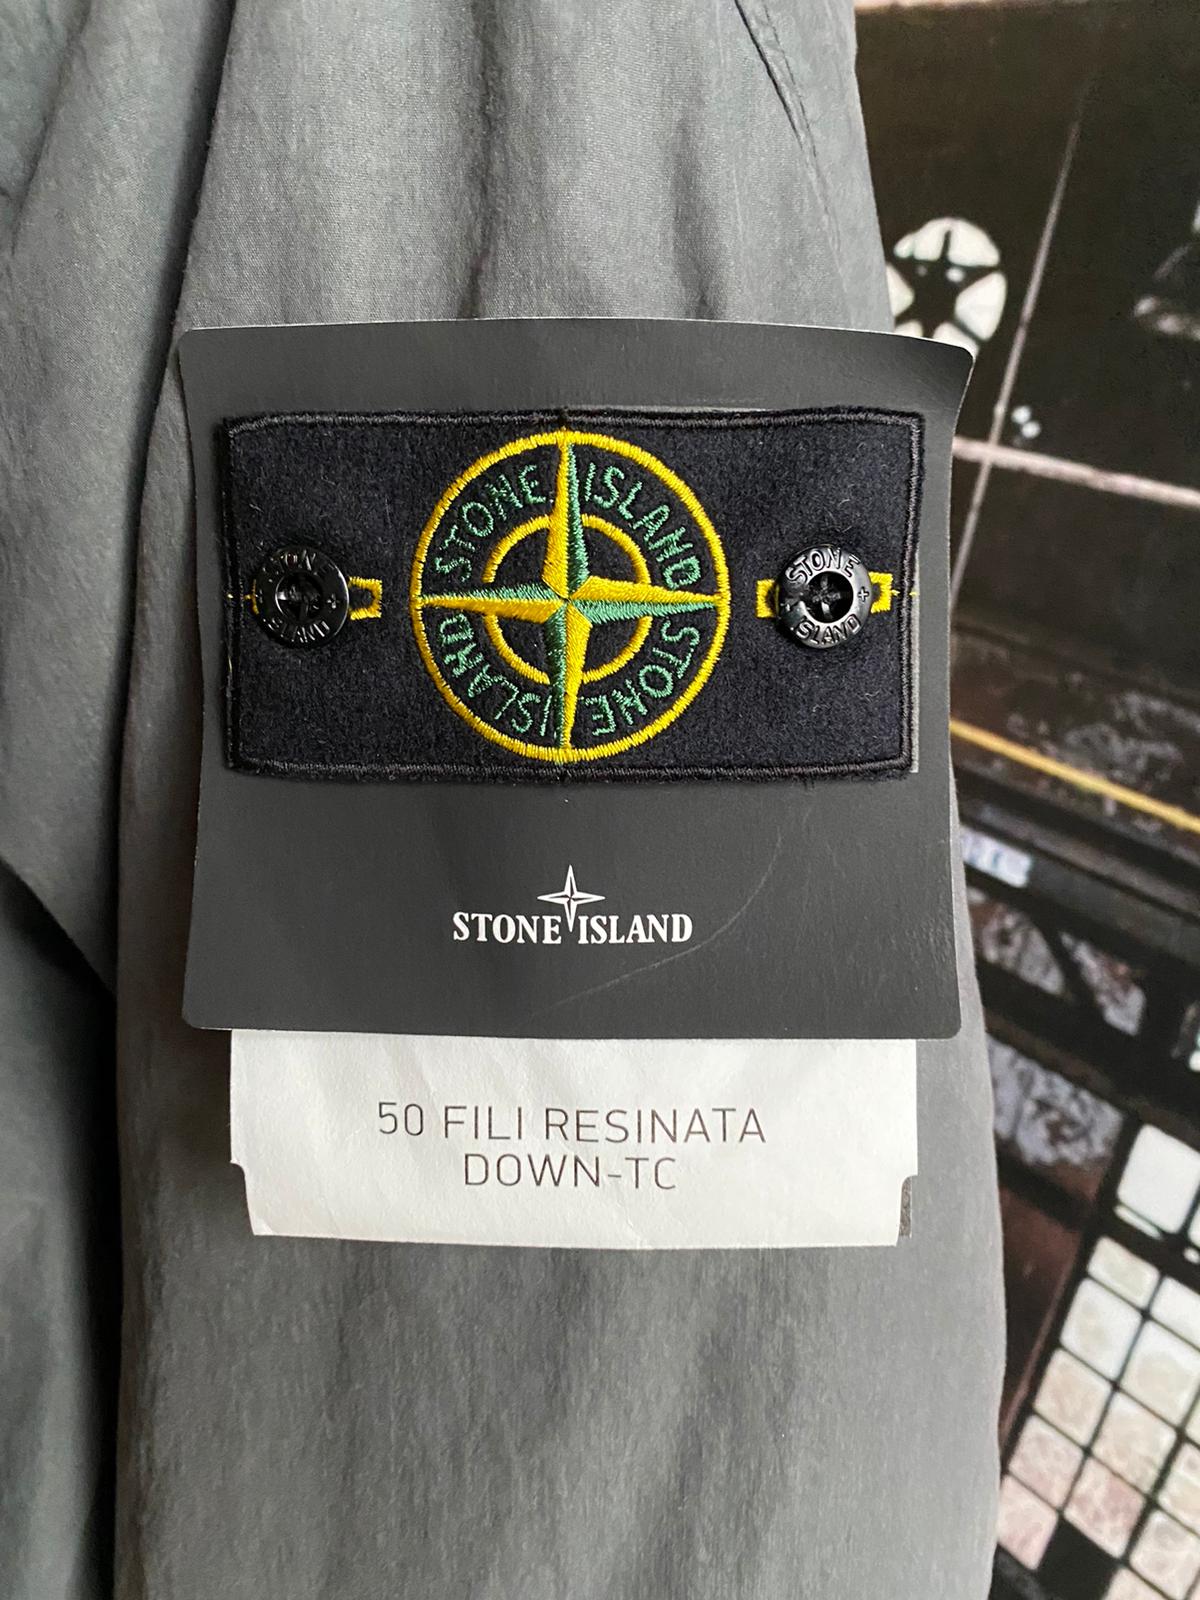 STONE ISLAND
STONE ISLAND
STONE
ISLAND
STONE
ISLAND
STONE ISLAND
50 FILI RESINATA
DOWN-TC